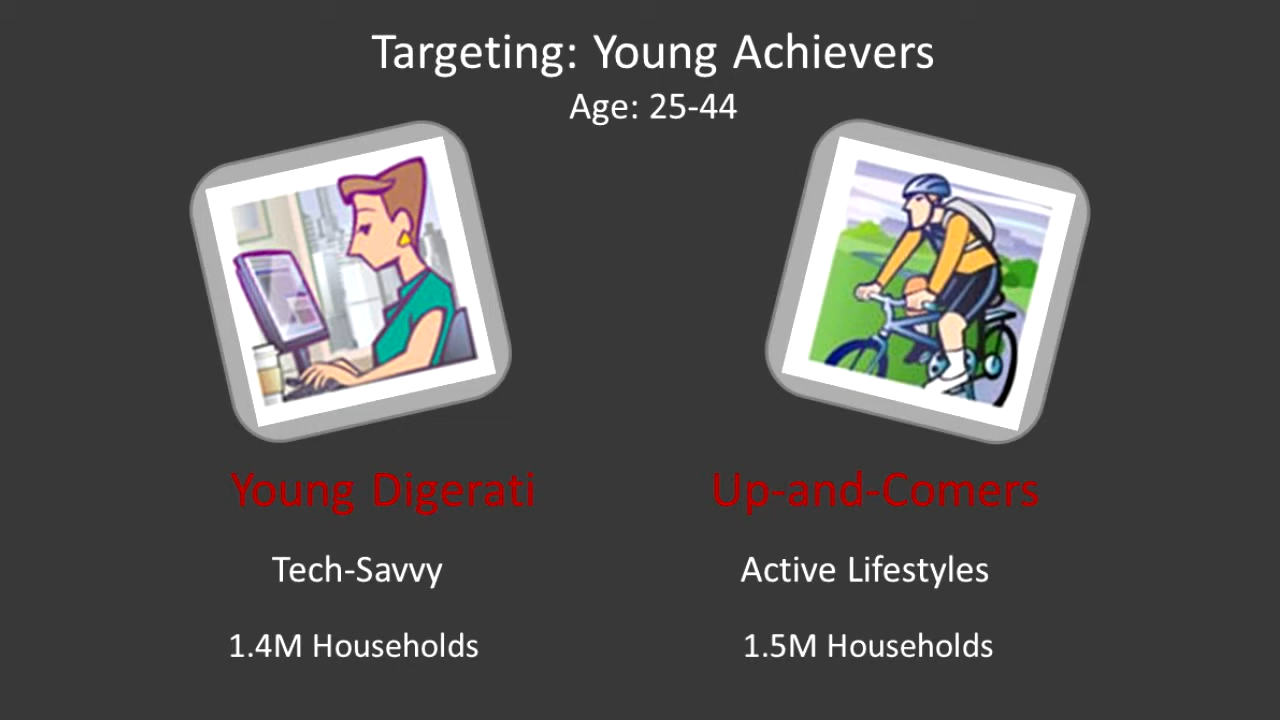 Targeting: Young Achievers
Age: 25-44
Young Digerati
Up-and-Comers
Tech-Savvy
Active Lifestyles
1.4M Households
1.5M Households